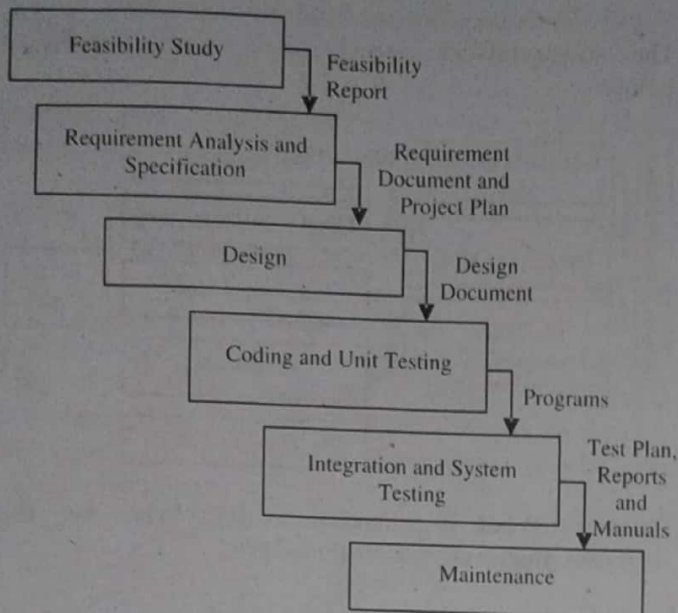 Feasibility Study
Feasibility
Report
Requirement Analysis and
Specification
Requirement
Document and
Project Plan
Design
Design
Document
Coding and Unit Testing
Programs
Integration and System
Testing
Test Plan,
Reports
and
Manuals
Maintenance